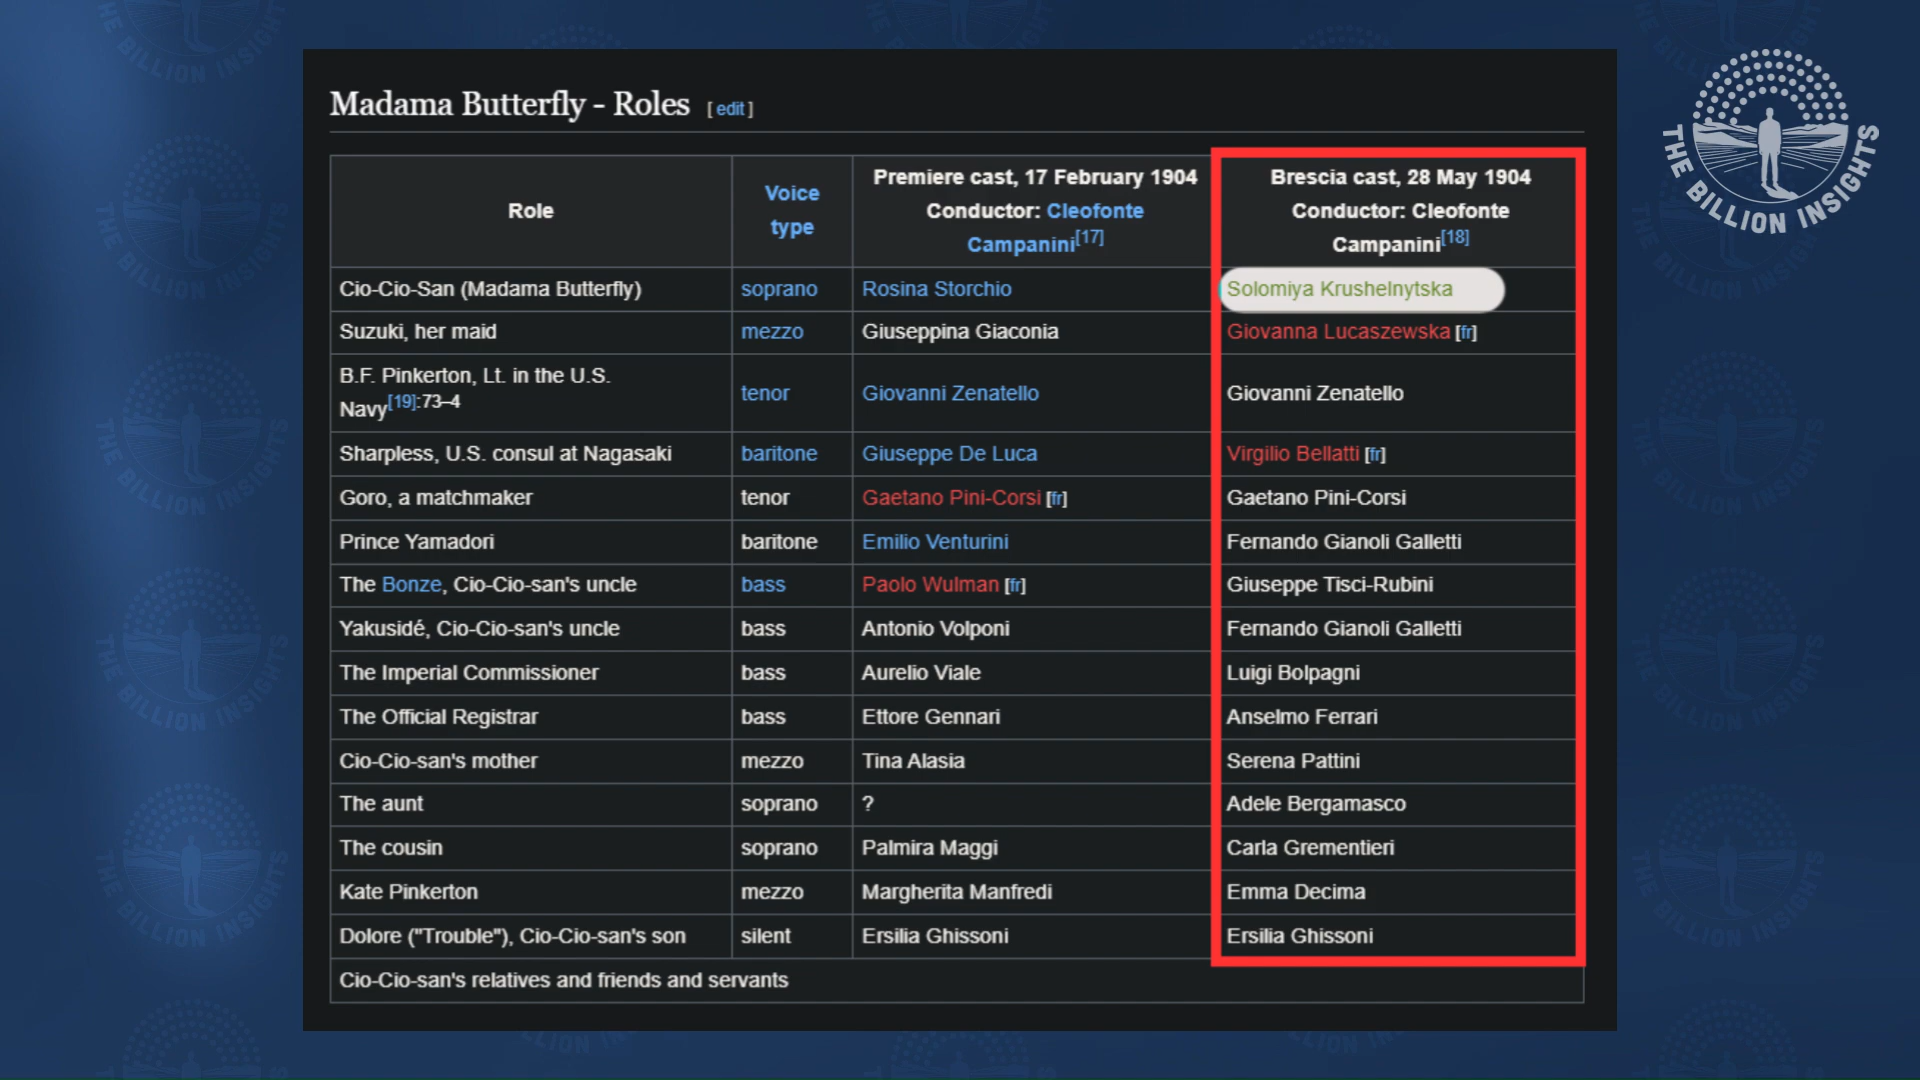 Madama Butterfly - Roles [ edit ]
Role
Voice
type
Premiere cast, 17 February 1904
Conductor: Cleofonte
Campanini[17]
Brescia cast, 28 May 1904
Conductor: Cleofonte
Campanini[18]
Cio-Cio-San (Madama Butterfly) soprano Rosina Storchio Solomiya Krushelnytska
Suzuki, her maid mezzo Giuseppina Giaconia Giovanna Lucaszewska [fr]
B.F. Pinkerton, Lt. in the U.S.
Navy[19]:73–4 tenor Giovanni Zenatello Giovanni Zenatello
Sharpless, U.S. consul at Nagasaki baritone Giuseppe De Luca Virgilio Bellatti [fr]
Goro, a matchmaker tenor Gaetano Pini-Corsi [fr] Gaetano Pini-Corsi
Prince Yamadori baritone Emilio Venturini Fernando Gianoli Galletti
The Bonze, Cio-Cio-san's uncle bass Paolo Wulman [fr] Giuseppe Tisci-Rubini
Yakusidé, Cio-Cio-san's uncle bass Antonio Volponi Fernando Gianoli Galletti
The Imperial Commissioner bass Aurelio Viale Luigi Bolpagni
The Official Registrar bass Ettore Gennari Anselmo Ferrari
Cio-Cio-san's mother mezzo Tina Alasia Serena Pattini
The aunt soprano ? Adele Bergamasco
The cousin soprano Palmira Maggi Carla Grementieri
Kate Pinkerton mezzo Margherita Manfredi Emma Decima
Dolore ("Trouble"), Cio-Cio-san's son silent Ersilia Ghissoni Ersilia Ghissoni
Cio-Cio-san's relatives and friends and servants
THE BILLION INSIGHTS